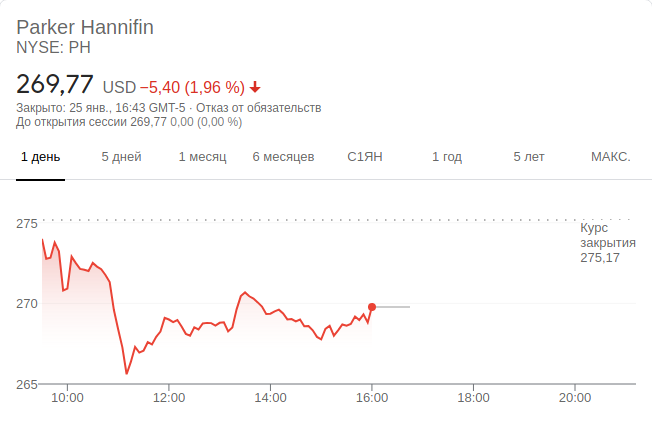 Parker Hannifin
NYSE: PH
269,77 USD −5,40 (1,96 %)
Закрыто: 25 янв., 16:43 GMT-5 · Отказ от обязательств
До открытия сессии 269,77 0,00 (0,00 %)
1 день 5 дней 1 месяц 6 месяцев С1ЯН 1 год 5 лет МАКС.
275
Курс
закрытия
275,17
270
265
10:00 12:00 14:00 16:00 18:00 20:00